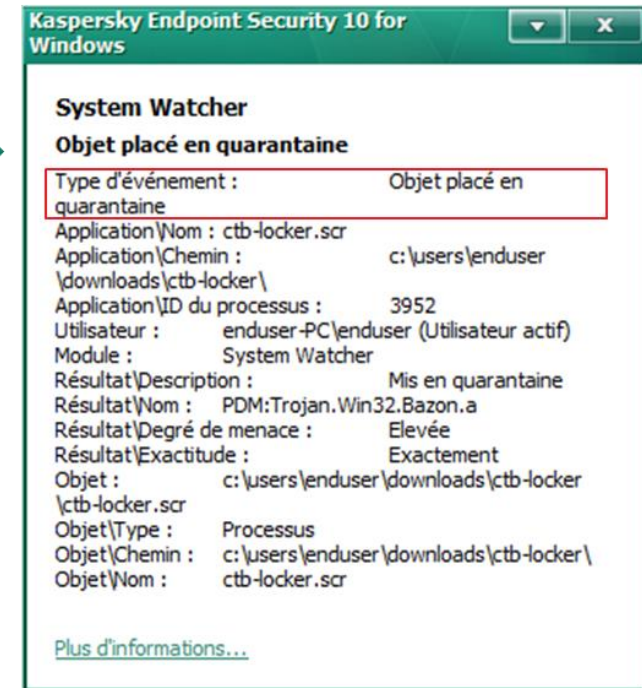 Kaspersky Endpoint Security 10 for
Windows
System Watcher
Objet placé en quarantaine
Type d'événement : Objet placé en
quarantaine
Application\Nom : ctb-locker.scr
Application\Chemin : c:\users\enduser
\downloads\ctb-locker\
Application\ID du processus : 3952
Utilisateur : enduser-PC\enduser (Utilisateur actif)
Module : System Watcher
Résultat\Description : Mis en quarantaine
Résultat\Nom : PDM:Trojan.Win32.Bazon.a
Résultat\Degré de menace : Elevée
Résultat\Exactitude : Exactement
Objet : c:\users\enduser\downloads\ctb-locker
\ctb-locker.scr
Objet\Type : Processus
Objet\Chemin : c:\users\enduser\downloads\ctb-locker\
Objet\Nom : ctb-locker.scr
Plus d'informations...